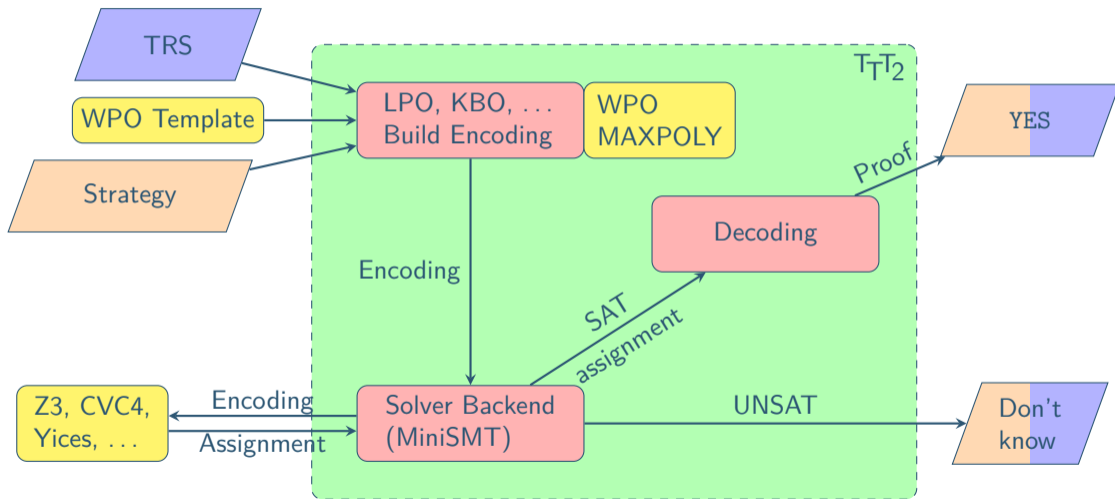 TRS
TTT2
LPO, KBO, ...
Build Encoding
WPO
MAXPOLY
WPO Template
YES
Strategy
Proof
Decoding
Encoding
SAT
assignment
Z3, CVC4,
Yices, ...
Encoding
Assignment
Solver Backend
(MiniSMT)
UNSAT
Don't
know